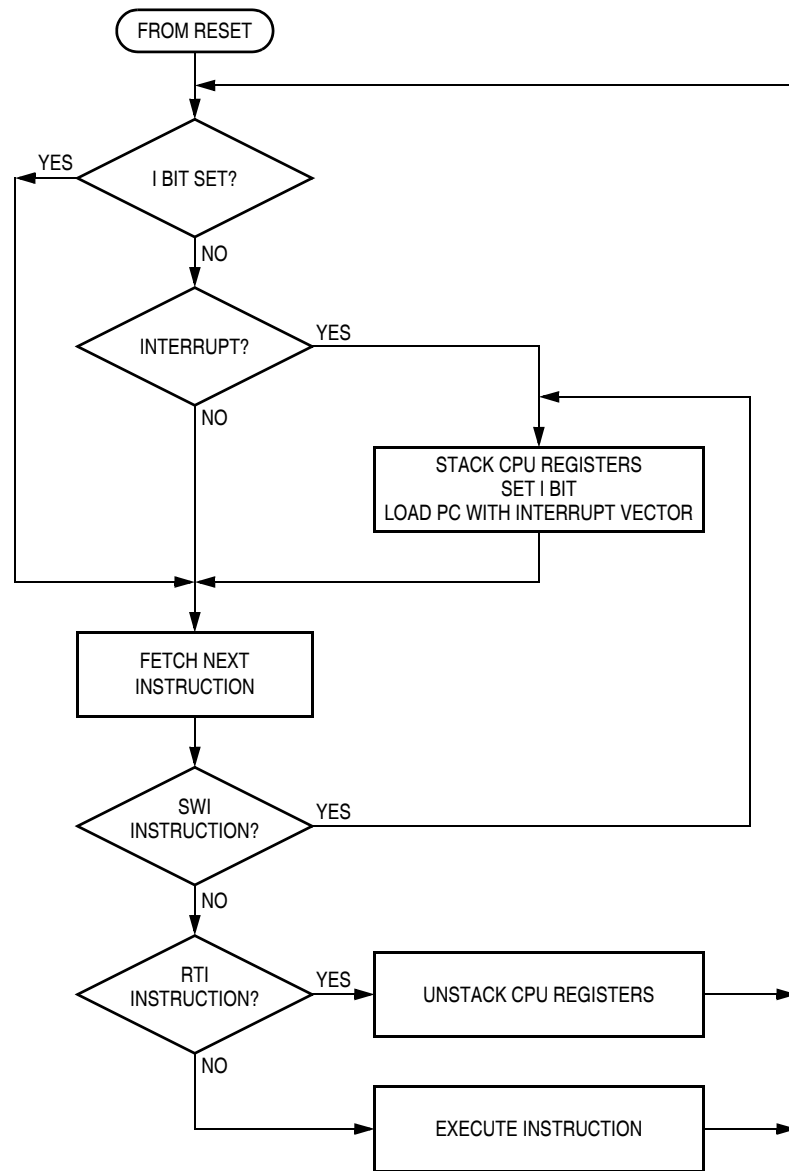 FROM RESET
YES
I BIT SET?
NO
INTERRUPT?
YES
NO
STACK CPU REGISTERS
SET I BIT
LOAD PC WITH INTERRUPT VECTOR
FETCH NEXT
INSTRUCTION
SWI
INSTRUCTION?
YES
NO
RTI
INSTRUCTION?
YES
UNSTACK CPU REGISTERS
NO
EXECUTE INSTRUCTION